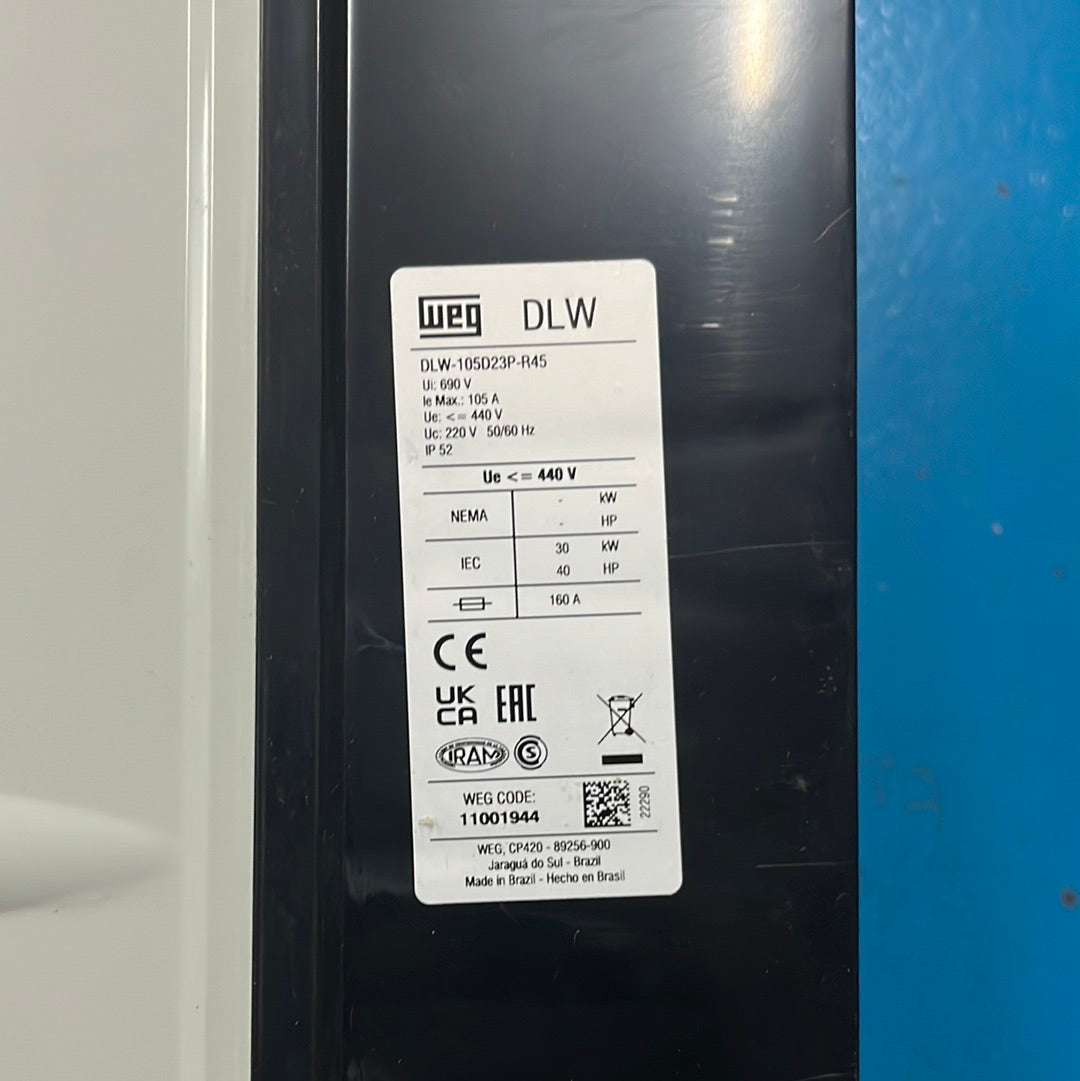 weg DLW
DLW-105D23P-R45
Ui: 690 V
Ie Max.: 105 A
Ue: <= 440 V
Uc: 220 V 50/60 Hz
IP 52
Ue <= 440 V
NEMA - kW
- HP
IEC 30 kW
40 HP
160 A
CE
UK
CA EAC
IRAM S
WEG CODE:
11001944
22290
WEG, CP420 - 89256-900
Jaraguá do Sul - Brazil
Made in Brazil - Hecho en Brasil